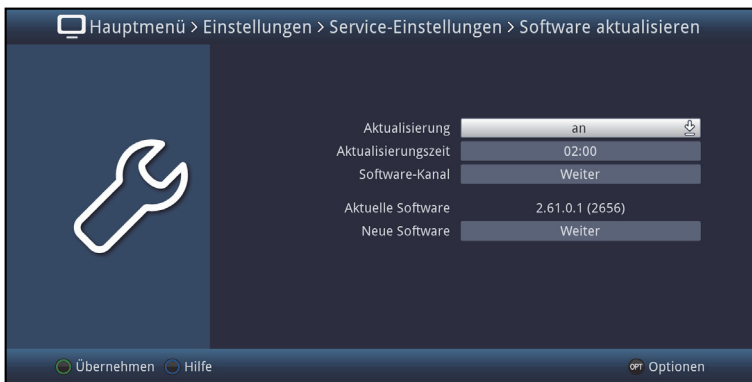 Hauptmenü > Einstellungen > Service-Einstellungen > Software aktualisieren
Aktualisierung an
Aktualisierungszeit 02:00
Software-Kanal Weiter
Aktuelle Software 2.61.0.1 (2656)
Neue Software Weiter
Übernehmen Hilfe OPT Optionen